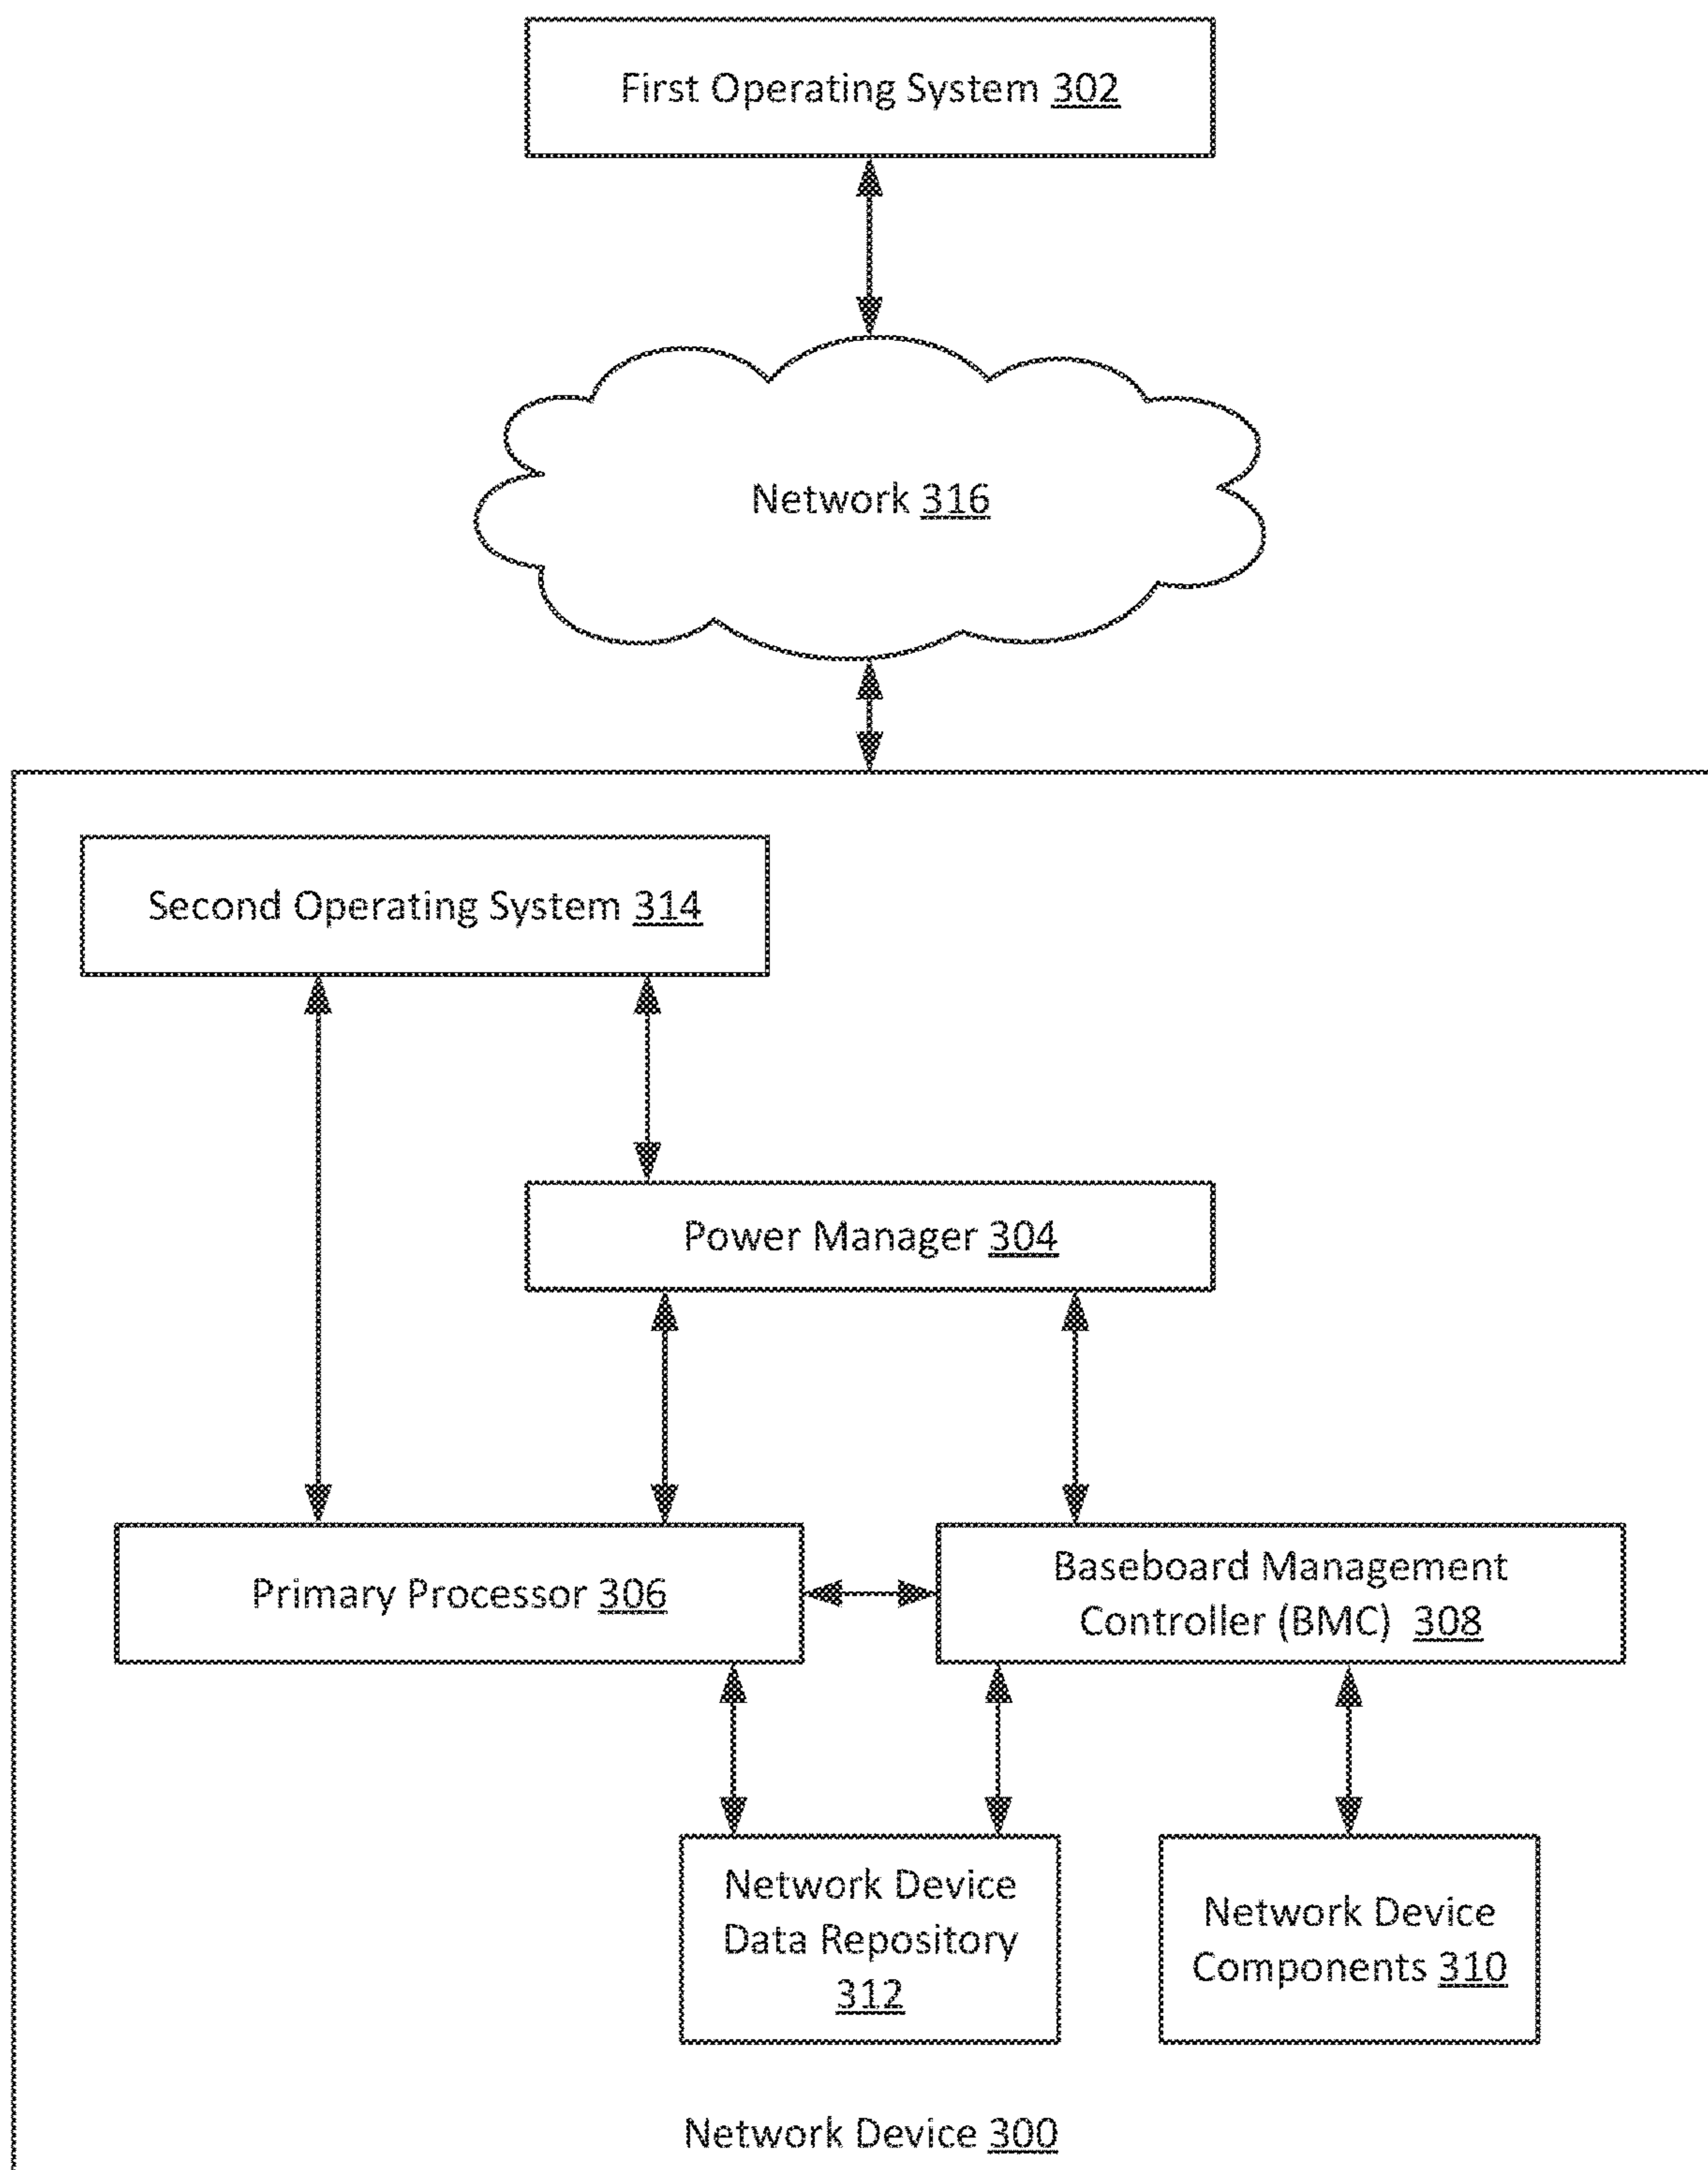 First Operating System 302
Network 316
Second Operating System 314
Power Manager 304
Primary Processor 306
Baseboard Management
Controller (BMC) 308
Network Device
Data Repository
312
Network Device
Components 310
Network Device 300